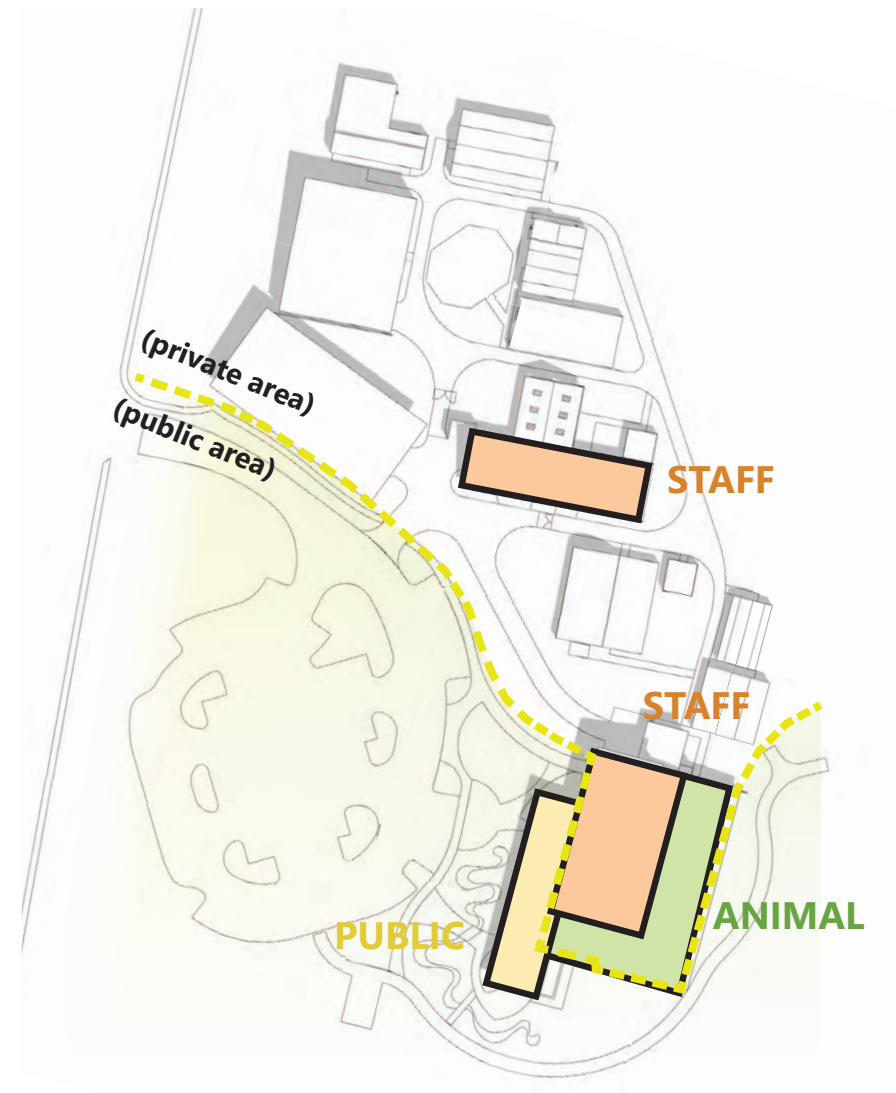 (private area)
(public area)
STAFF
STAFF
ANIMAL
PUBLIC